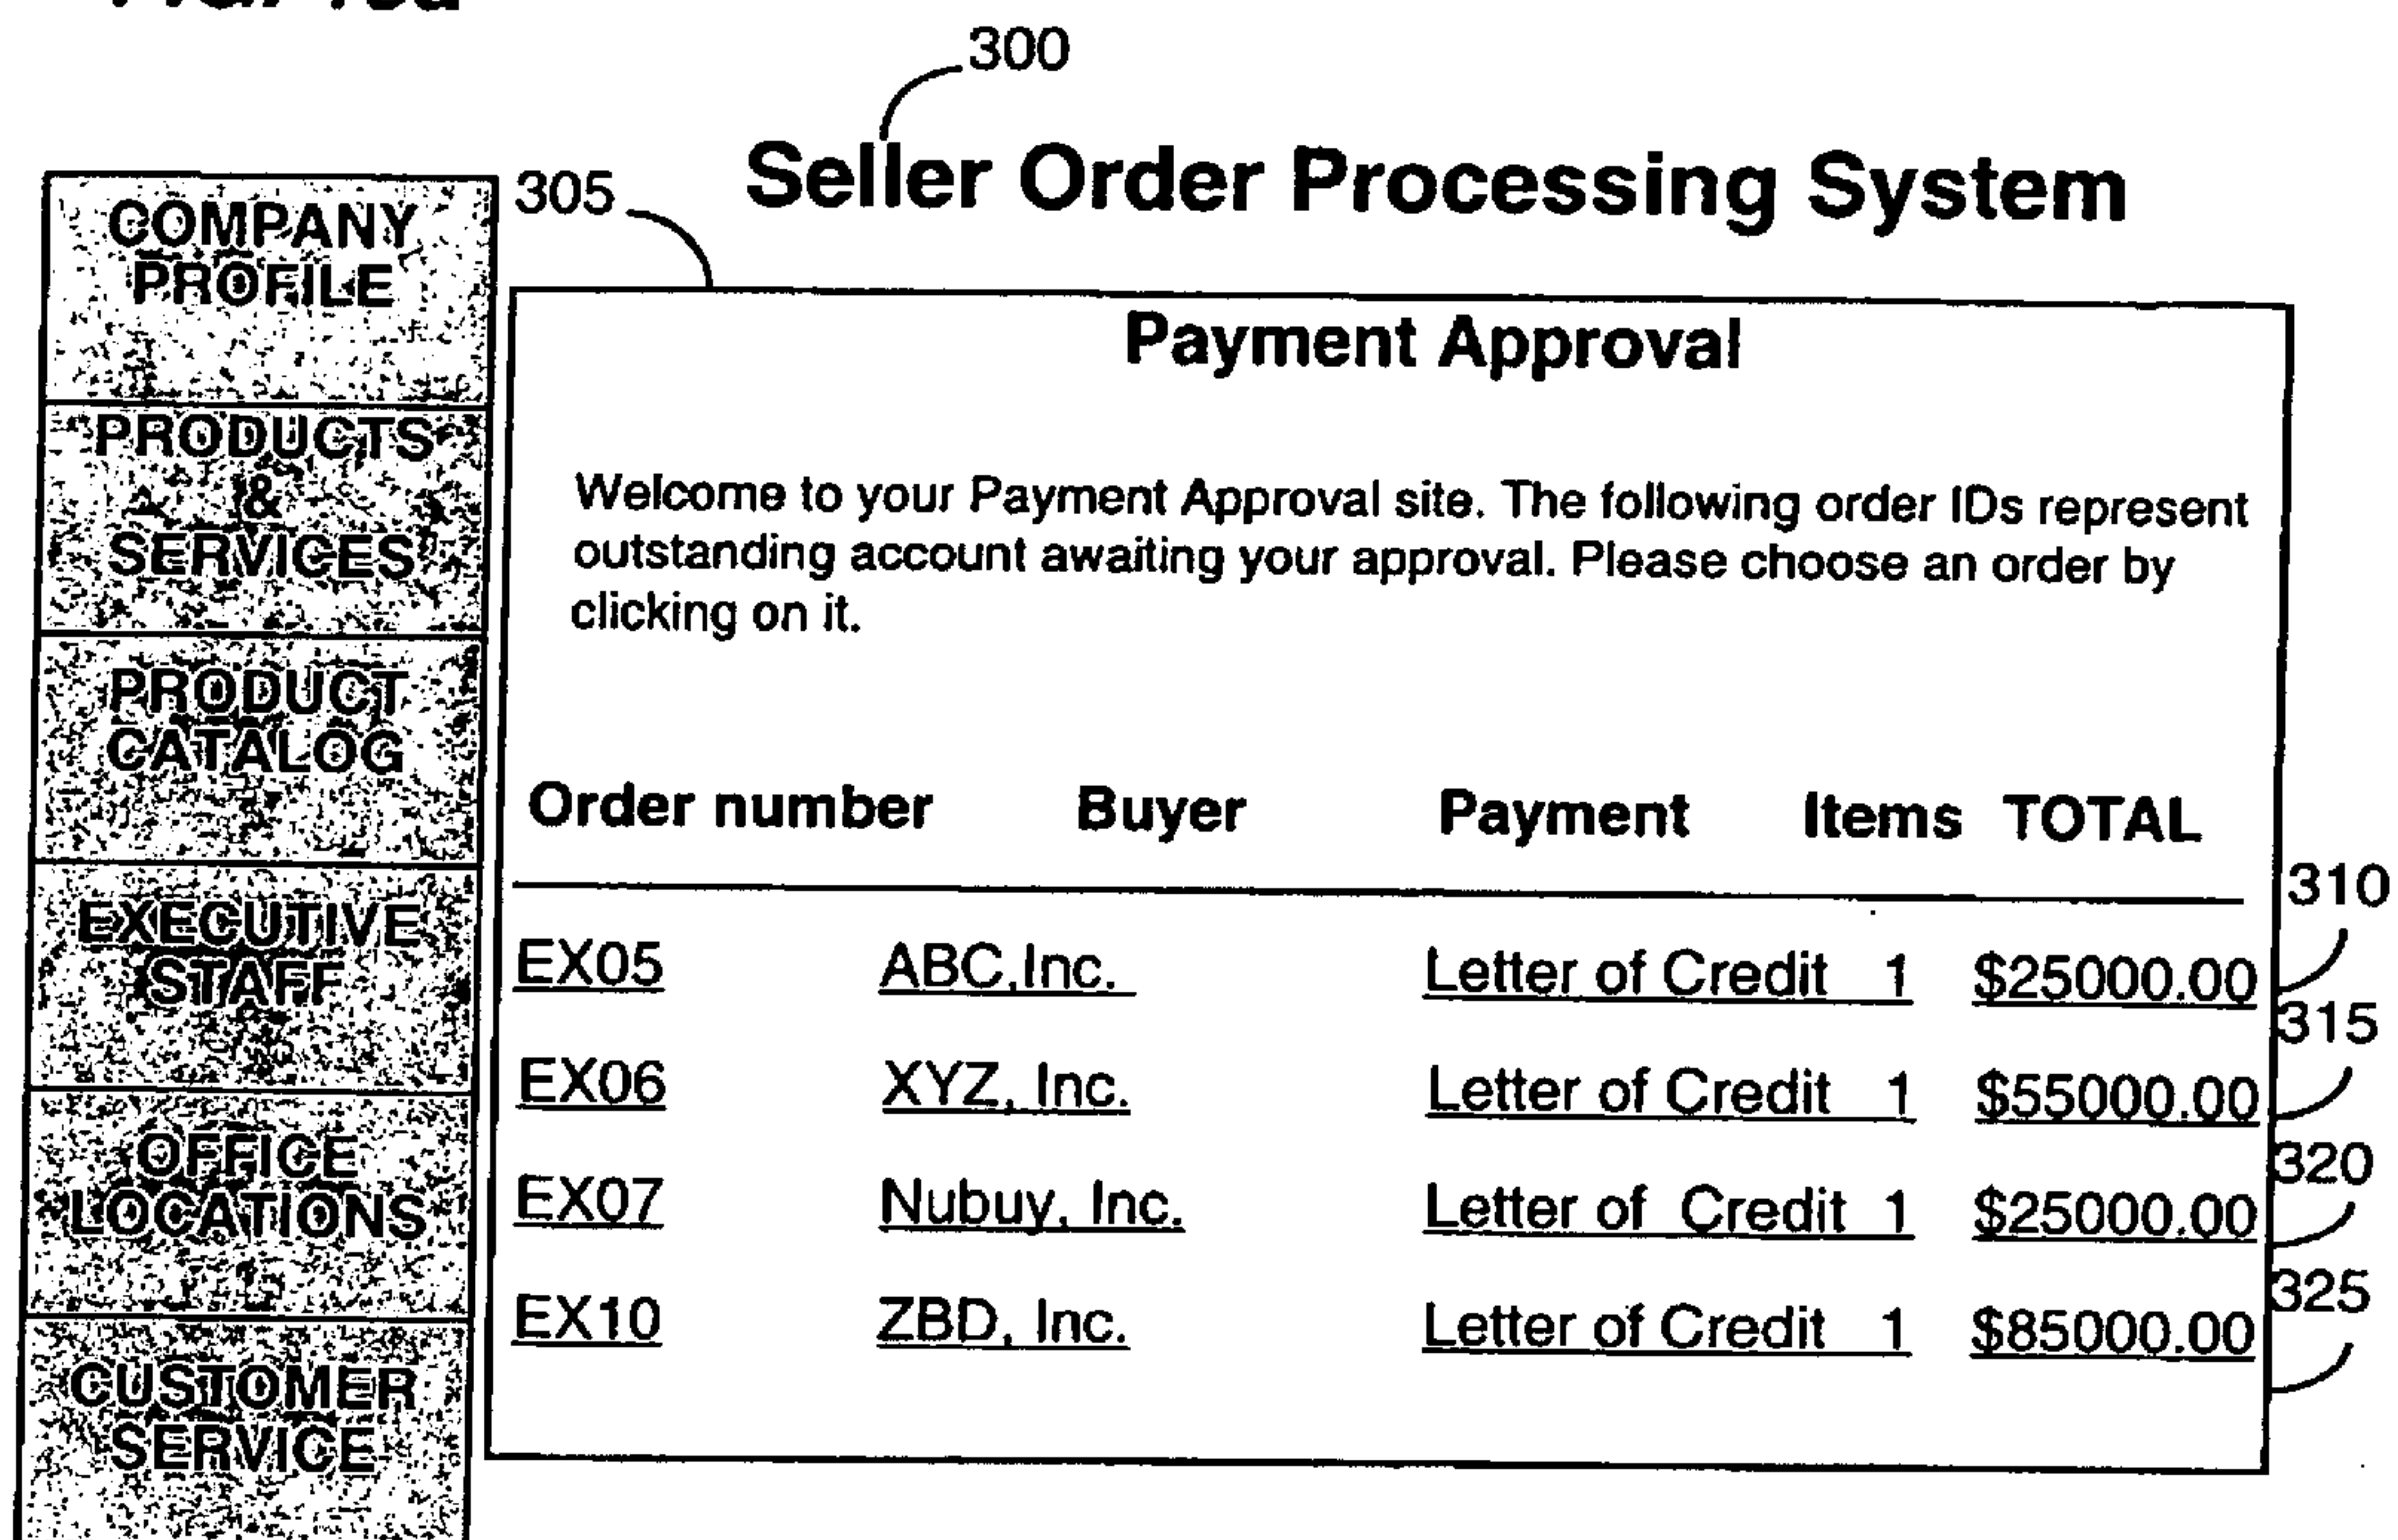 300
Seller Order Processing System
305
COMPANY
PROFILE
PRODUCTS
&
SERVICES
PRODUCT
CATALOG
EXECUTIVE
STAFF
OFFICE
LOCATIONS
CUSTOMER
SERVICE
Payment Approval
Welcome to your Payment Approval site. The following order IDs represent
outstanding account awaiting your approval. Please choose an order by
clicking on it.
Order number Buyer Payment Items TOTAL
310
EX05 ABC,Inc. Letter of Credit 1 $25000.00
315
EX06 XYZ, Inc. Letter of Credit 1 $55000.00
320
EX07 Nubuy, Inc. Letter of Credit 1 $25000.00
325
EX10 ZBD, Inc. Letter of Credit 1 $85000.00